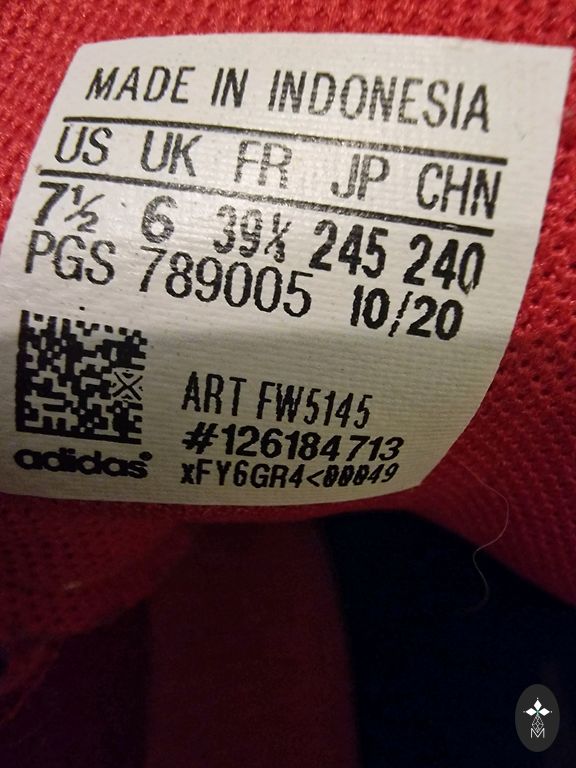 MADE IN INDONESIA
US UK FR JP CHN
7½ 6 39⅓ 245 240
PGS 789005 10/20
ART FW5145
#126184713
adidas xFY6GR4<00049
M